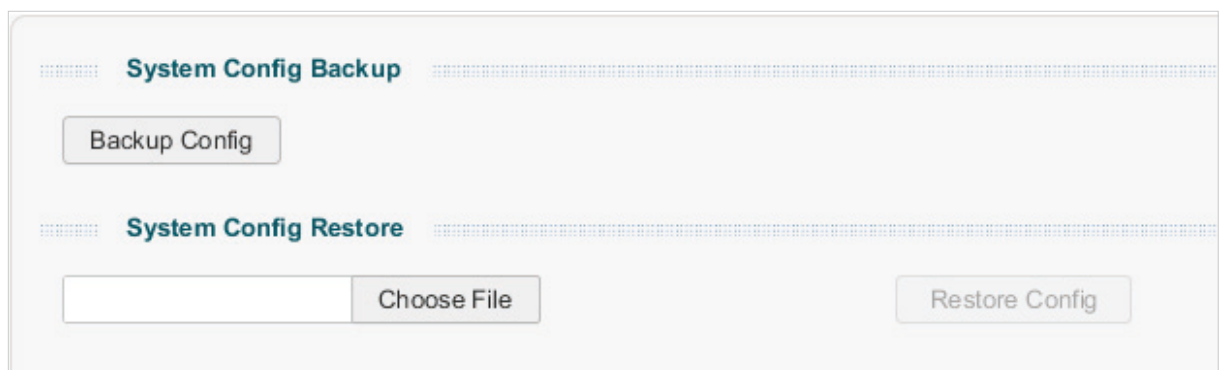 System Config Backup
Backup Config
System Config Restore
Choose File Restore Config